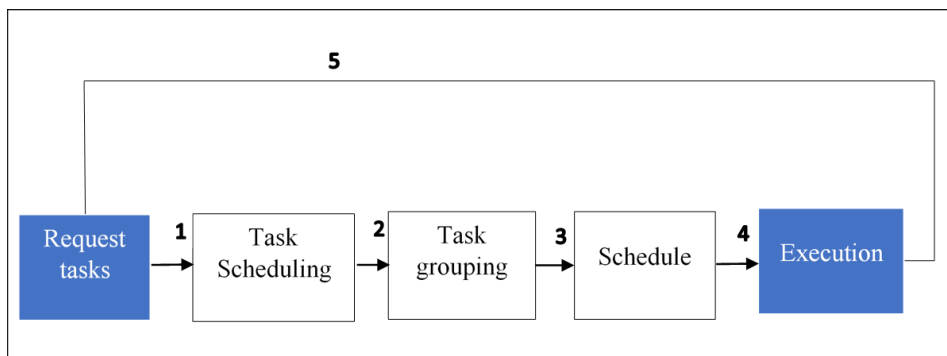 5
Request
tasks
1
Task
Scheduling
2
Task
grouping
3
Schedule
4
Execution